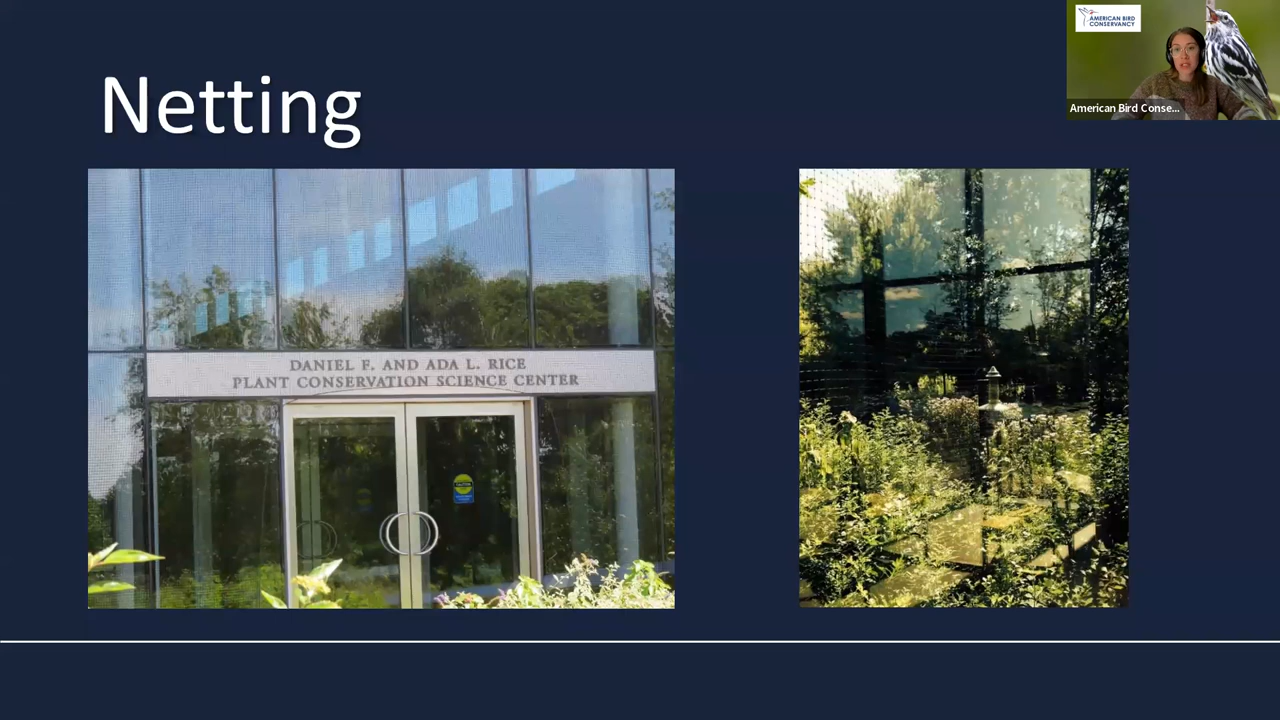 Netting
AMERICAN BIRD
CONSERVANCY
American Bird Conse...
DANIEL F. AND ADA L. RICE
PLANT CONSERVATION SCIENCE CENTER